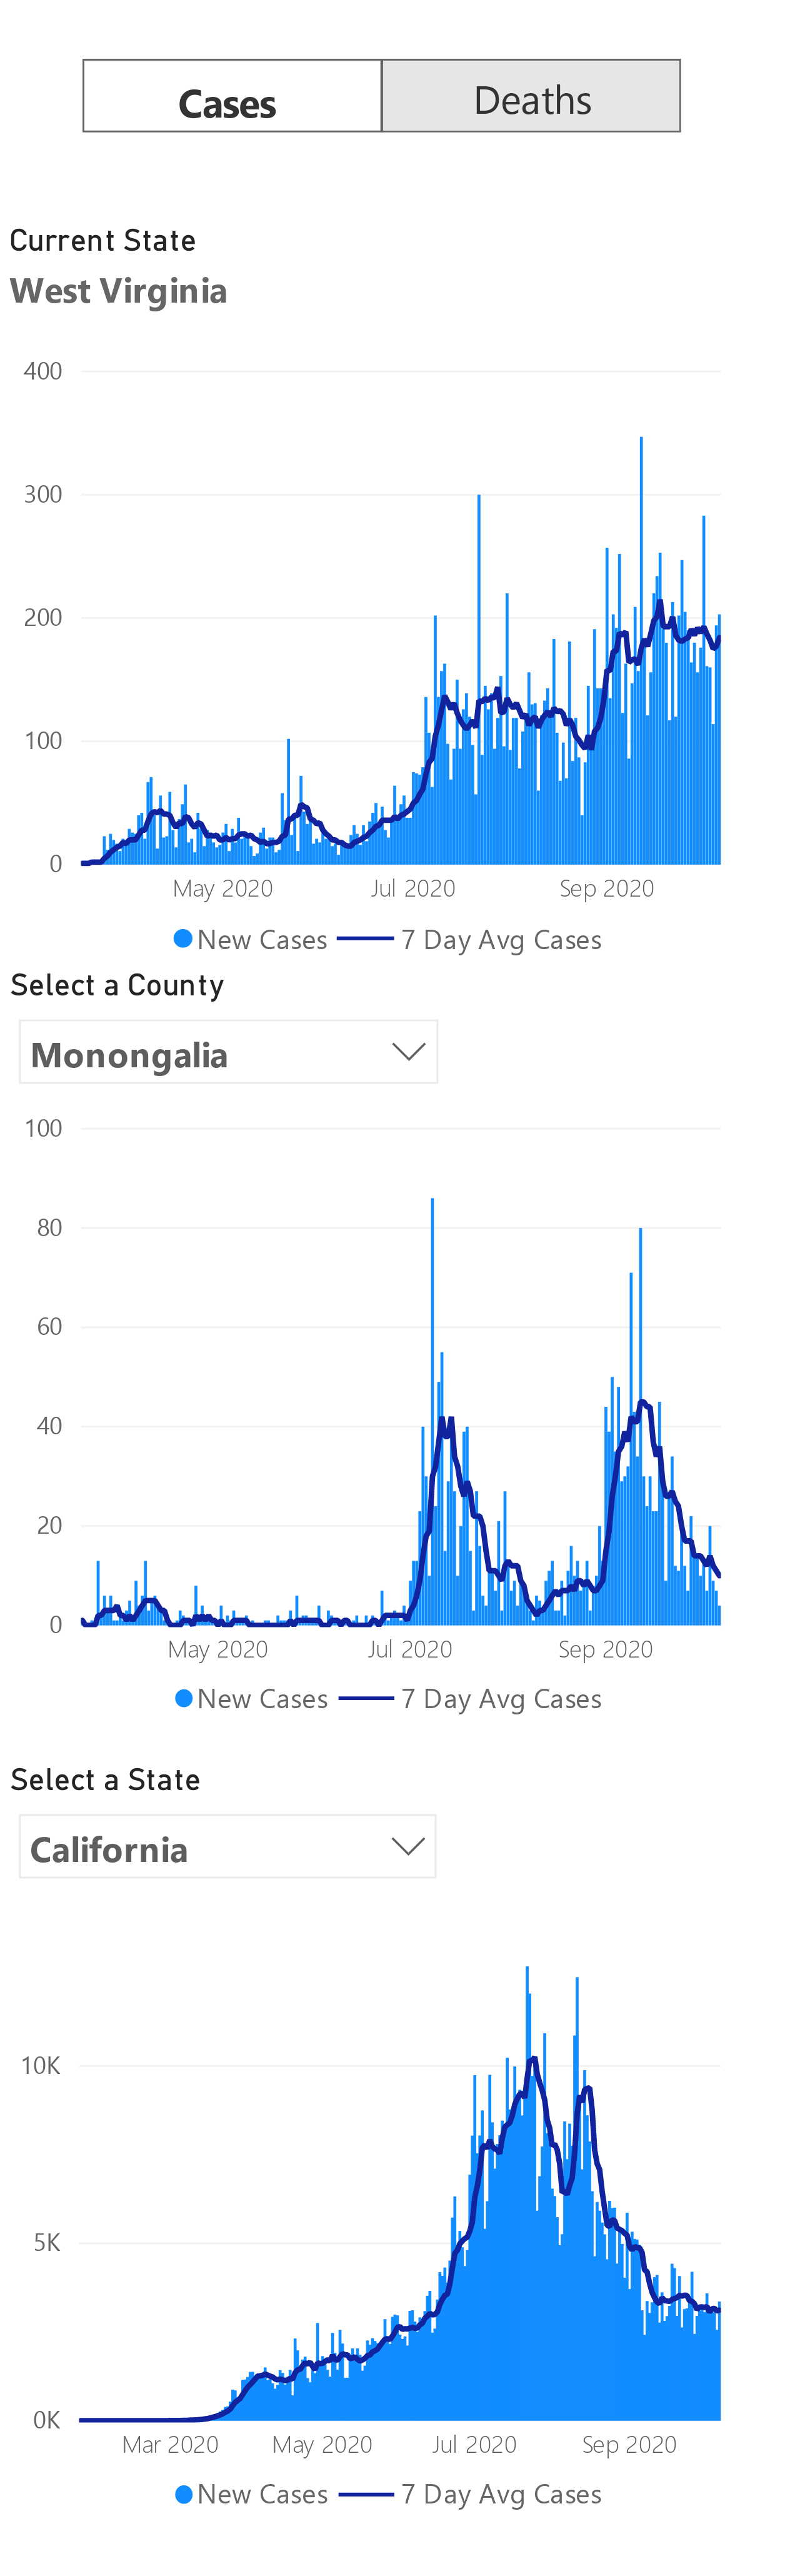 Cases Deaths
Current State
West Virginia
400
300
200
100
0
May 2020 Jul 2020 Sep 2020
New Cases 7 Day Avg Cases
Select a County
Monongalia
100
80
60
40
20
0
May 2020 Jul 2020 Sep 2020
New Cases 7 Day Avg Cases
Select a State
California
10K
5K
0K
Mar 2020 May 2020 Jul 2020 Sep 2020
New Cases 7 Day Avg Cases